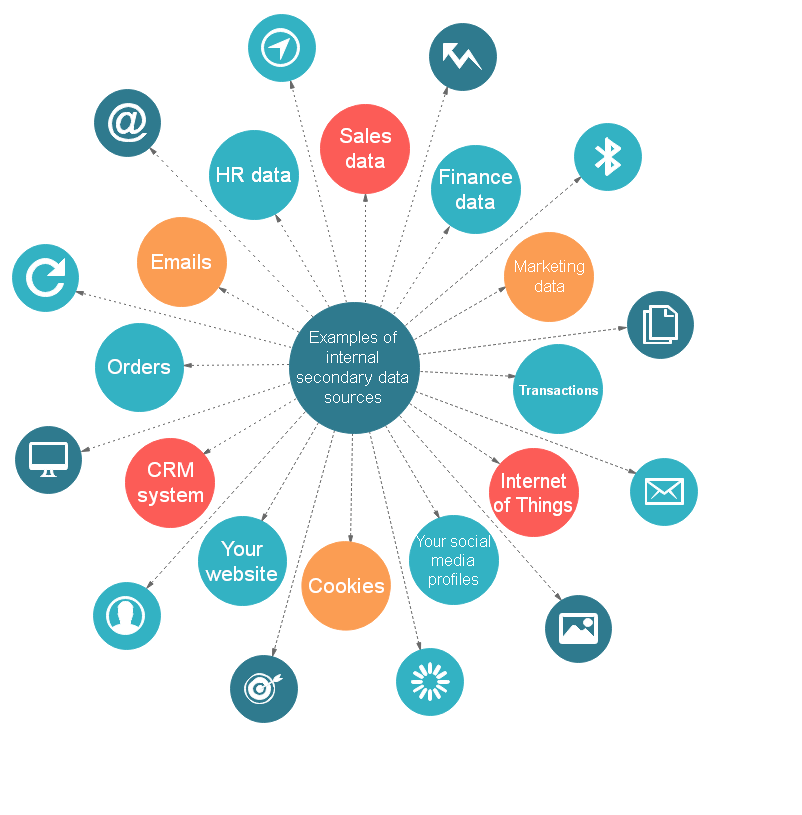 Sales
data
HR data
Finance
data
Emails
Marketing
data
Examples of
internal
secondary data
sources
Orders
Transactions
CRM
system
Internet
of Things
Your
website
Cookies
Your social
media
profiles
@